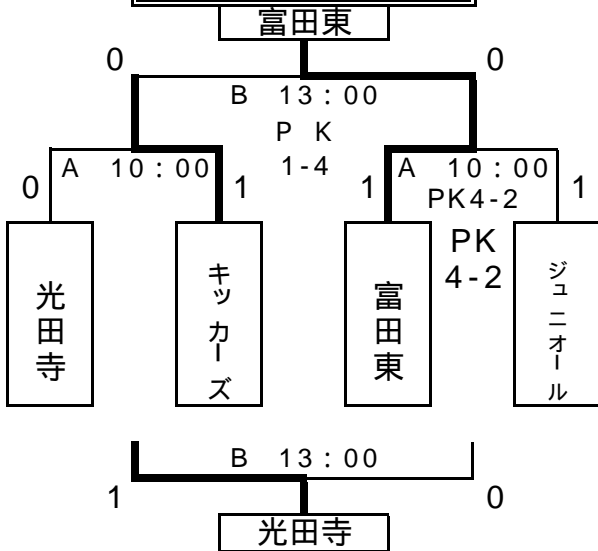 富田東
0 0
B 13:00
PK
1-4
A 10:00 A 10:00
0 1 1 1
PK4-2
PK
4-2
光田寺
キッカーズ
富田東
ジュニオール
B 13:00
1 0
光田寺